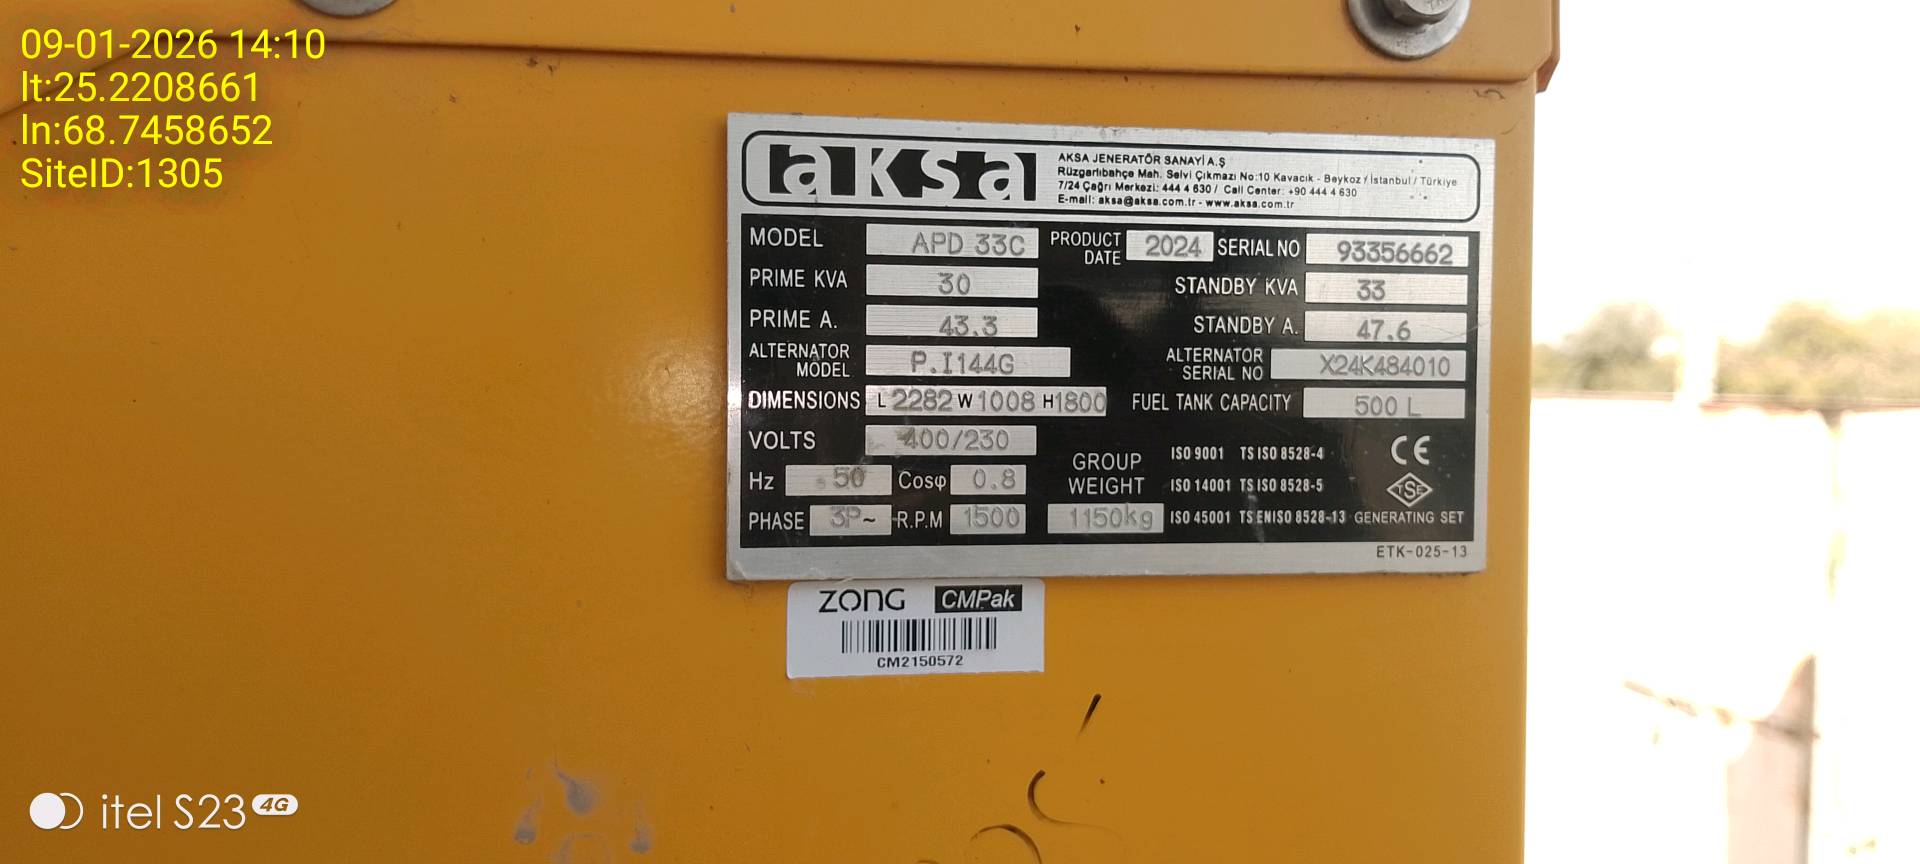 09-01-2026 14:10
lt:25.2208661
ln:68.7458652
SiteID:1305
aksa
AKSA JENERATÖR SANAYİ A.Ş
Rüzgarlıbahçe Mah. Selvi Çıkmazı No:10 Kavacık - Beykoz / İstanbul / Türkiye
7/24 Çağrı Merkezi: 444 4 630 / Call Center: +90 444 4 630
E-mail: aksa@aksa.com.tr - www.aksa.com.tr
MODEL APD 33C PRODUCT DATE 2024 SERIAL NO 93356662
PRIME KVA 30 STANDBY KVA 33
PRIME A. 43.3 STANDBY A. 47.6
ALTERNATOR MODEL P.I144G ALTERNATOR SERIAL NO X24K484010
DIMENSIONS L 2282 W 1008 H 1800 FUEL TANK CAPACITY 500 L
VOLTS 400/230
Hz 50 Cosφ 0.8
PHASE 3P~ R.P.M 1500
GROUP WEIGHT 1150kg
ISO 9001 TS ISO 8528-4
ISO 14001 TS ISO 8528-5
ISO 45001 TS EN ISO 8528-13
CE
TSE
GENERATING SET
ETK-025-13
ZONG CMPak
CM2150572
itel S23 4G